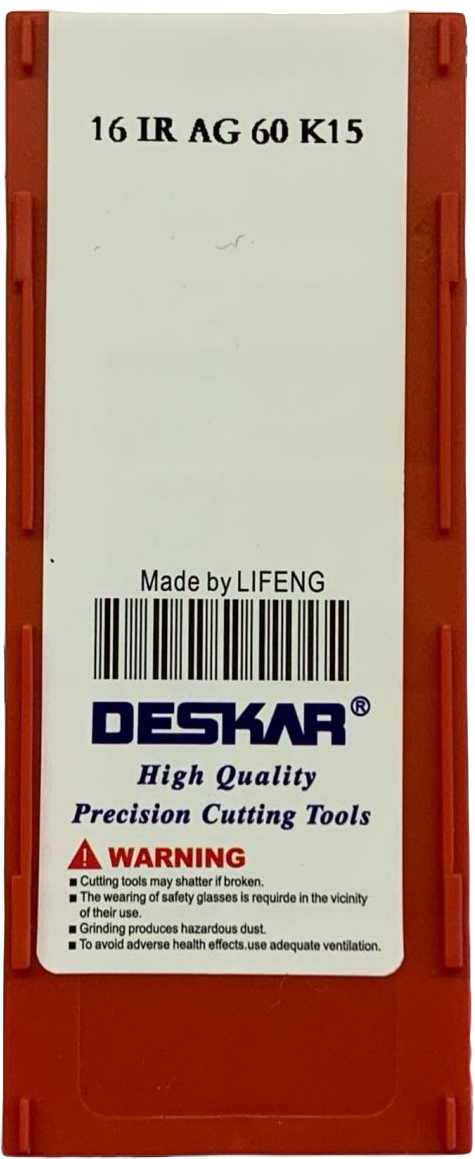 16 IR AG 60 K15
Made by LIFENG
DESKAR®
High Quality
Precision Cutting Tools
WARNING
■ Cutting tools may shatter if broken.
■ The wearing of safety glasses is requirde in the vicinity
of their use.
■ Grinding produces hazardous dust.
■ To avoid adverse health effects.use adequate ventilation.